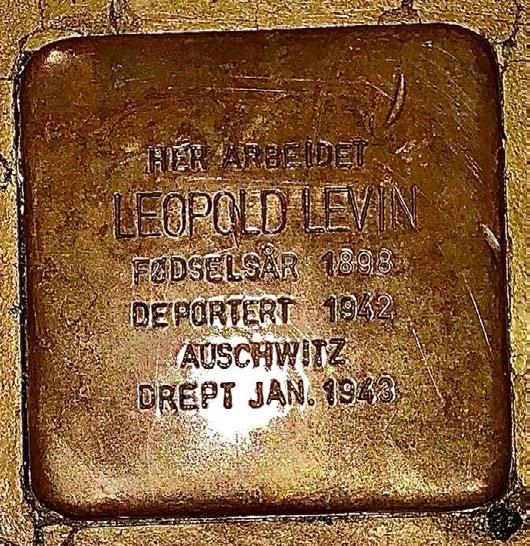 HER ARBEIDET
LEOPOLD LEVIN
FØDSELSÅR 1898
DEPORTERT 1942
AUSCHWITZ
DREPT JAN. 1943